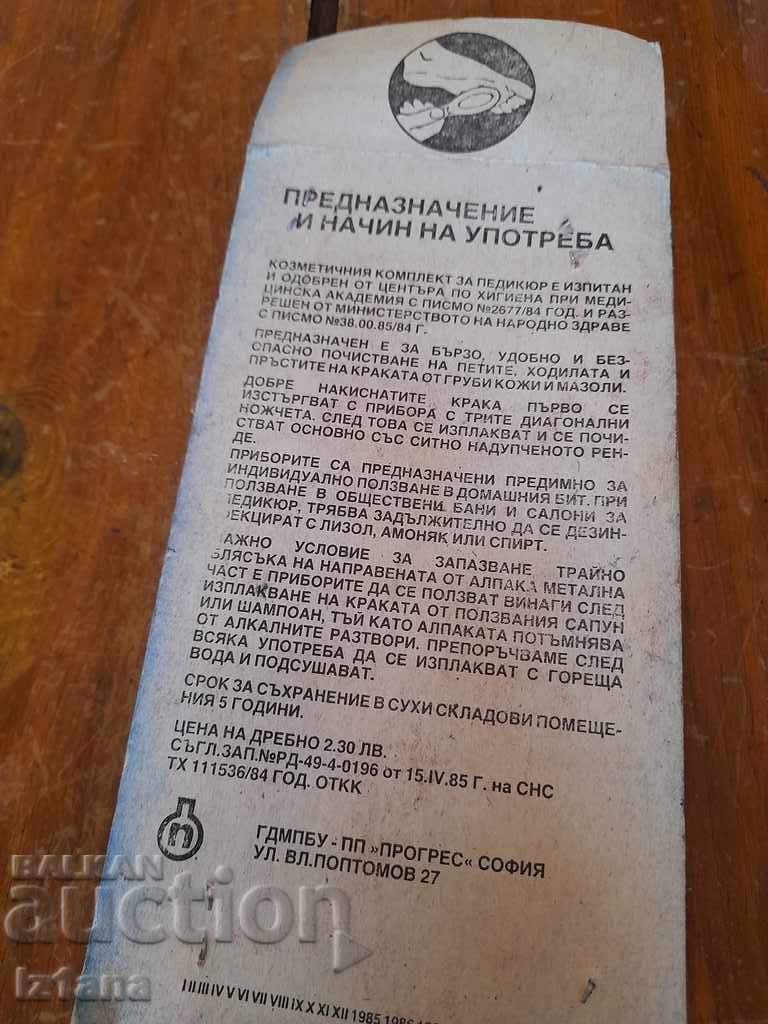 ПРЕДНАЗНАЧЕНИЕ
И НАЧИН НА УПОТРЕБА
КОЗМЕТИЧНИЯ КОМПЛЕКТ ЗА ПЕДИКЮР Е ИЗПИТАН
И ОДОБРЕН ОТ ЦЕНТЪРА ПО ХИГИЕНА ПРИ МЕДИ-
ЦИНСКА АКАДЕМИЯ С ПИСМО №2677/84 ГОД. И РАЗ-
РЕШЕН ОТ МИНИСТЕРСТВОТО НА НАРОДНО ЗДРАВЕ
С ПИСМО №38.00.85/84 Г.
ПРЕДНАЗНАЧЕН Е ЗА БЪРЗО, УДОБНО И БЕЗ-
ОПАСНО ПОЧИСТВАНЕ НА ПЕТИТЕ, ХОДИЛАТА И
ПРЪСТИТЕ НА КРАКАТА ОТ ГРУБИ КОЖИ И МАЗОЛИ.
ДОБРЕ НАКИСНАТИТЕ КРАКА ПЪРВО СЕ
ИЗСТЪРГВАТ С ПРИБОРА С ТРИТЕ ДИАГОНАЛНИ
НОЖЧЕТА. СЛЕД ТОВА СЕ ИЗПЛАКВАТ И СЕ ПОЧИ-
СТВАТ ОСНОВНО СЪС СИТНО НАДУПЧЕНОТО РЕН-
ДЕ.
ПРИБОРИТЕ СА ПРЕДНАЗНАЧЕНИ ПРЕДИМНО ЗА
ИНДИВИДУАЛНО ПОЛЗВАНЕ В ДОМАШНИЯ БИТ. ПРИ
ПОЛЗВАНЕ В ОБЩЕСТВЕНИ БАНИ И САЛОНИ ЗА
ПЕДИКЮР, ТРЯБВА ЗАДЪЛЖИТЕЛНО ДА СЕ ДЕЗИН-
ФЕКЦИРАТ С ЛИЗОЛ, АМОНЯК ИЛИ СПИРТ.
ВАЖНО УСЛОВИЕ ЗА ЗАПАЗВАНЕ ТРАЙНО
БЛЯСЪКА НА НАПРАВЕНАТА ОТ АЛПАКА МЕТАЛНА
ЧАСТ Е ПРИБОРИТЕ ДА СЕ ПОЛЗВАТ ВИНАГИ СЛЕД
ИЗПЛАКВАНЕ НА КРАКАТА ОТ ПОЛЗВАНИЯ САПУН
ИЛИ ШАМПОАН, ТЪЙ КАТО АЛПАКАТА ПОТЪМНЯВА
ОТ АЛКАЛНИТЕ РАЗТВОРИ. ПРЕПОРЪЧВАМЕ СЛЕД
ВСЯКА УПОТРЕБА ДА СЕ ИЗПЛАКВАТ С ГОРЕЩА
ВОДА И ПОДСУШАВАТ.
СРОК ЗА СЪХРАНЕНИЕ В СУХИ СКЛАДОВИ ПОМЕЩЕ-
НИЯ 5 ГОДИНИ.
ЦЕНА НА ДРЕБНО 2.30 ЛВ.
СЪГЛ.ЗАП.№РД-49-4-0196 от 15.IV.85 Г. на СНС
ТХ 111536/84 ГОД. ОТКК
п
ГДМПБУ - ПП »ПРОГРЕС« СОФИЯ
УЛ. ВЛ.ПОПТОМОВ 27
I II III IV V VI VII VIII IX X XI XII 1985 1986
BALKAN
auction
Iz1ana